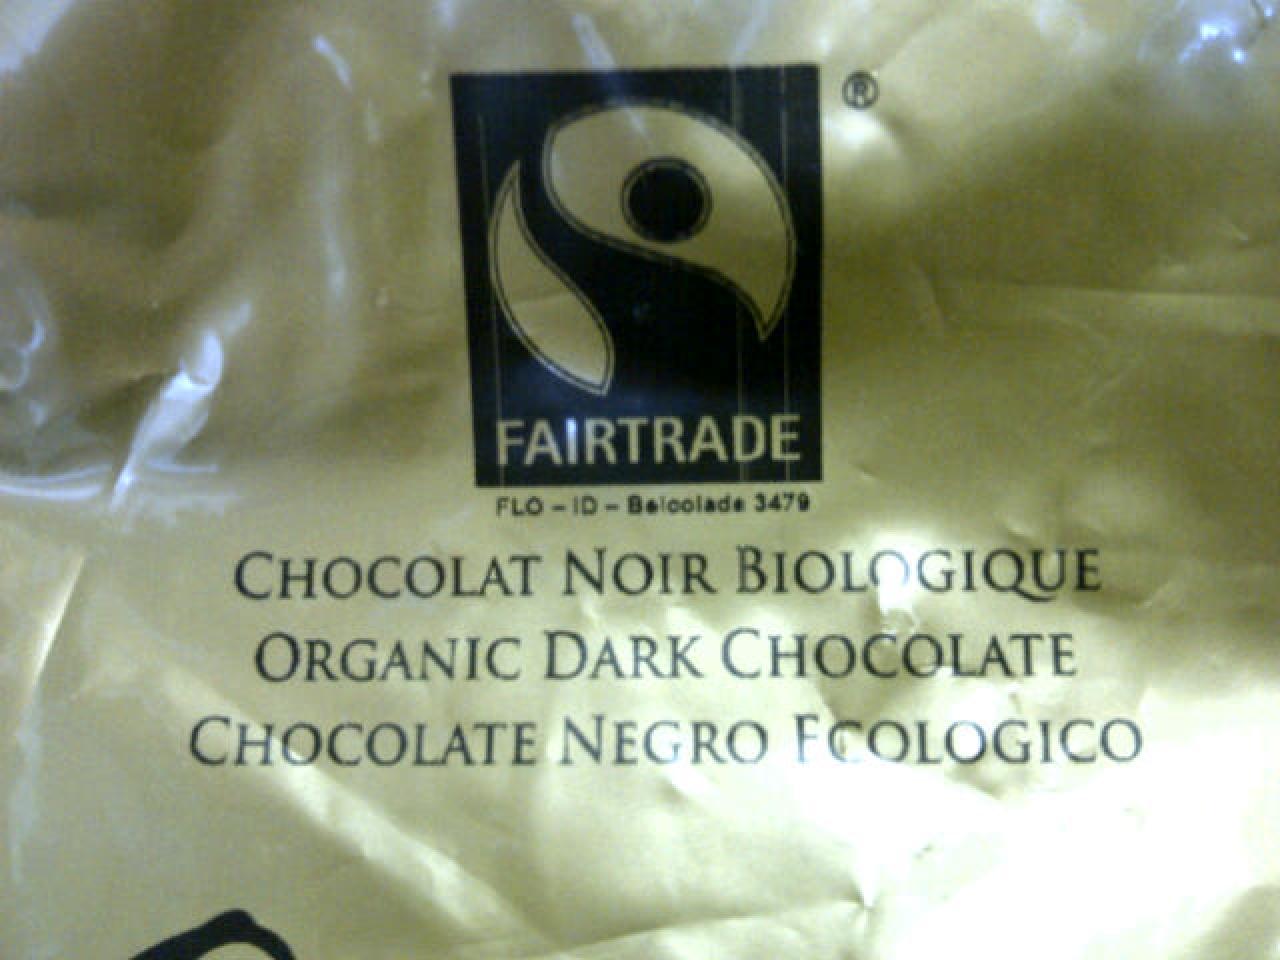 ®
FAIRTRADE
FLO - ID - Belcolade 3479
CHOCOLAT NOIR BIOLOGIQUE
ORGANIC DARK CHOCOLATE
CHOCOLATE NEGRO ECOLOGICO